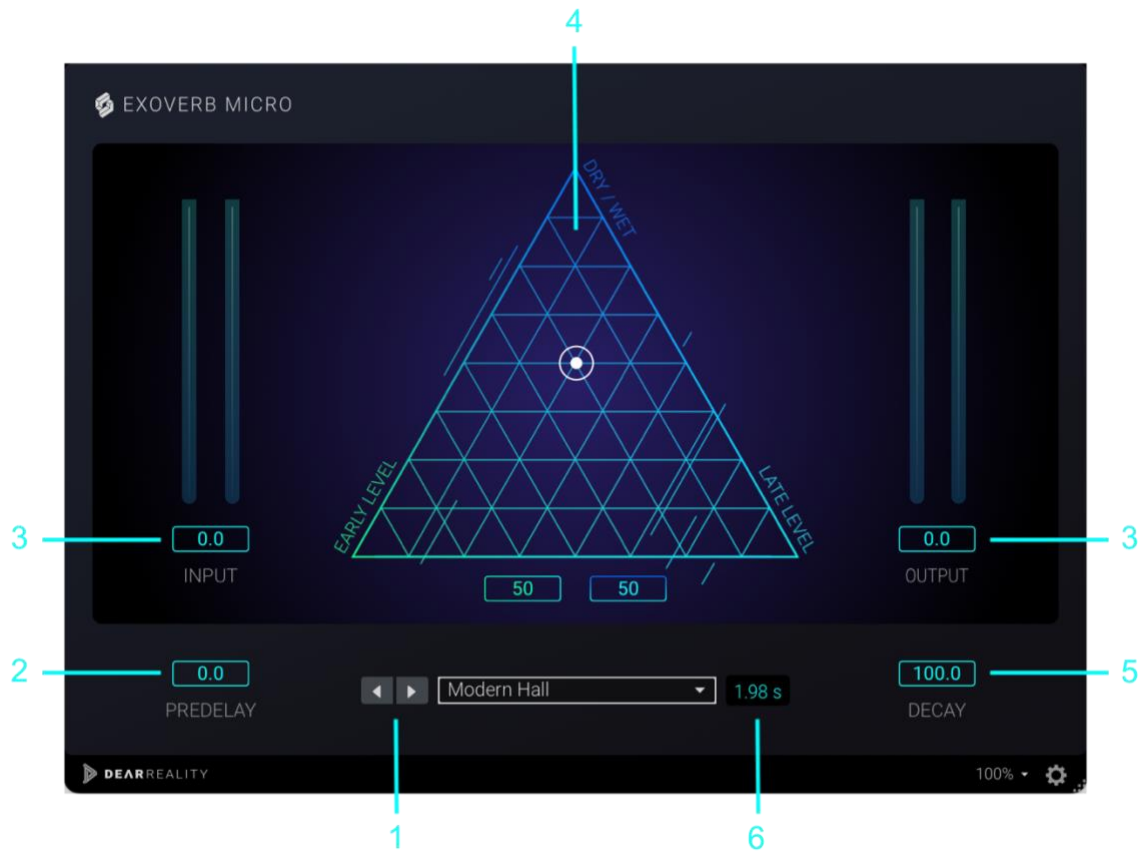 4
EXOVERB MICRO
DRY / WET
EARLY LEVEL
LATE LEVEL
3
0.0
0.0
3
INPUT
OUTPUT
50
50
2
0.0
Modern Hall
1.98 s
100.0
5
PREDELAY
DECAY
DEARREALITY
100%
1
6